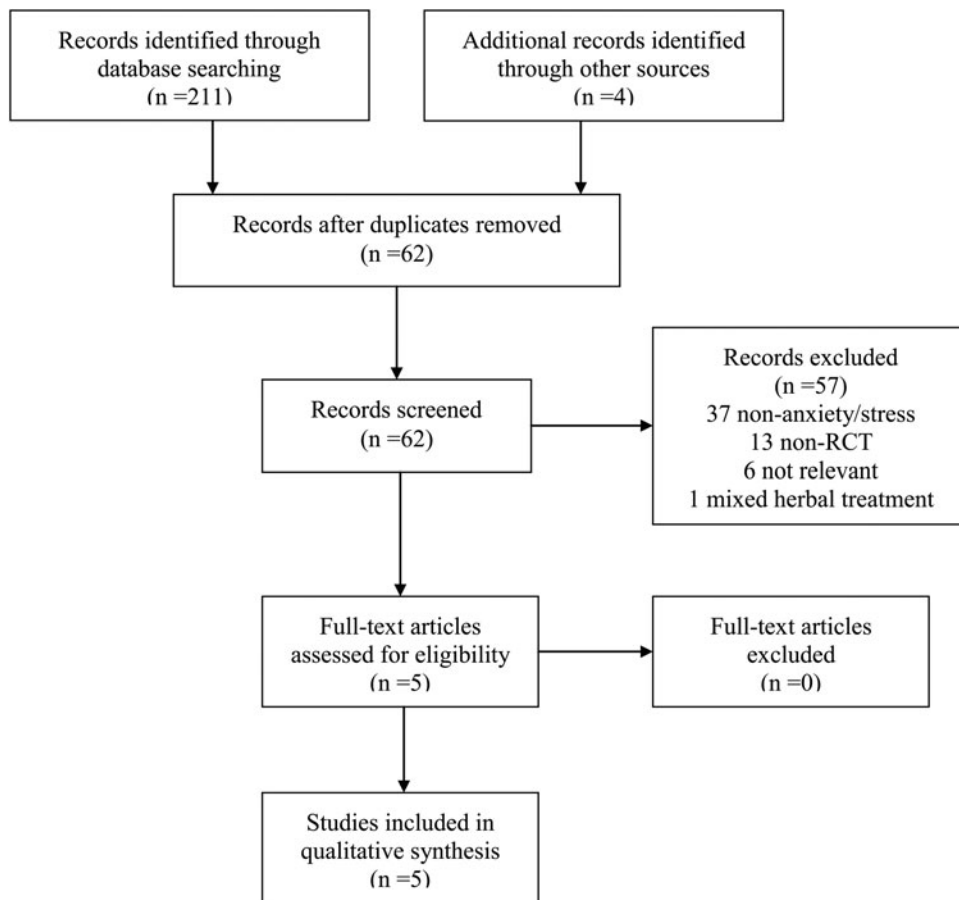 Records identified through
database searching
(n =211)
Additional records identified
through other sources
(n =4)
Records after duplicates removed
(n =62)
Records screened
(n =62)
Records excluded
(n =57)
37 non-anxiety/stress
13 non-RCT
6 not relevant
1 mixed herbal treatment
Full-text articles
assessed for eligibility
(n =5)
Full-text articles
excluded
(n =0)
Studies included in
qualitative synthesis
(n =5)